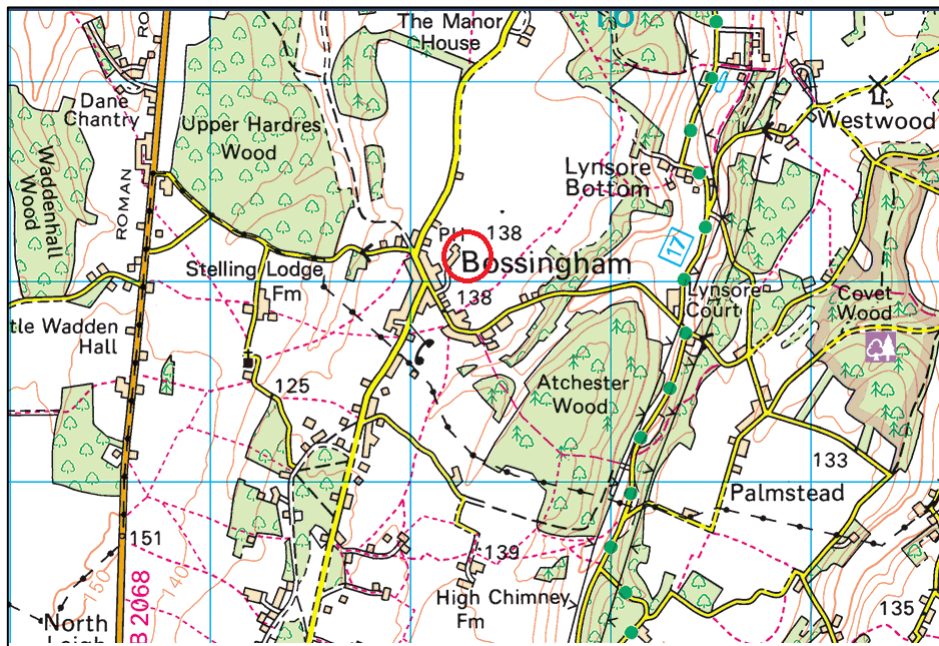 The Manor
House
Dane
Chantry
Upper Hardres
Wood
Westwood
Waddenhall
Wood
ROMAN
Lynsore
Bottom
PH
138
17
Bossingham
Stelling Lodge
Fm
138
Lynsore
Court
Covet
Wood
tle Wadden
Hall
125
Atchester
Wood
133
Palmstead
151
139
150
140
B2068
High Chimney
Fm
135
North
Leigh